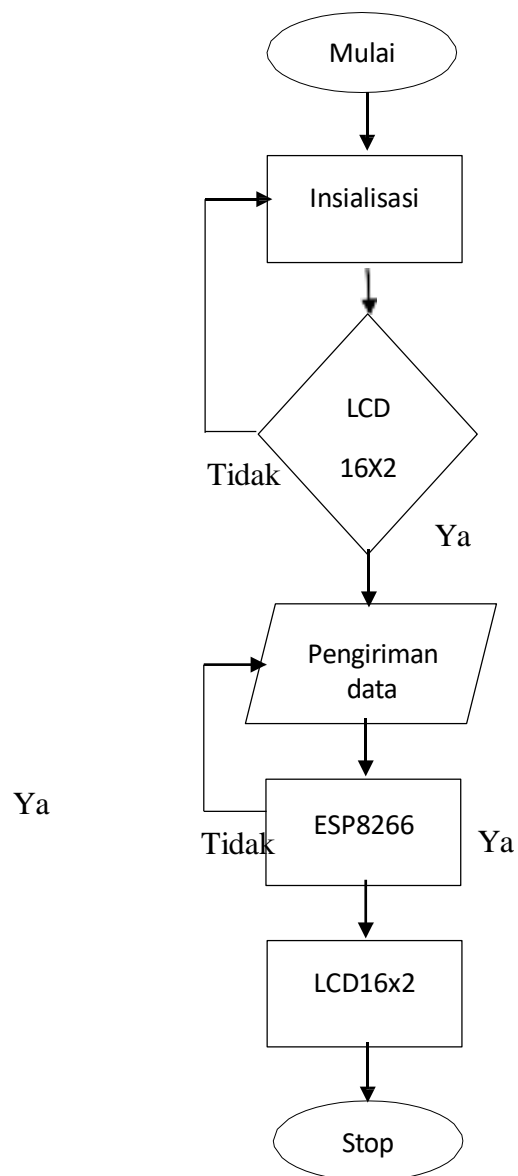 Mulai
Insialisasi
LCD
16X2
Tidak
Ya
Pengiriman
data
Ya
ESP8266
Tidak
Ya
LCD16x2
Stop